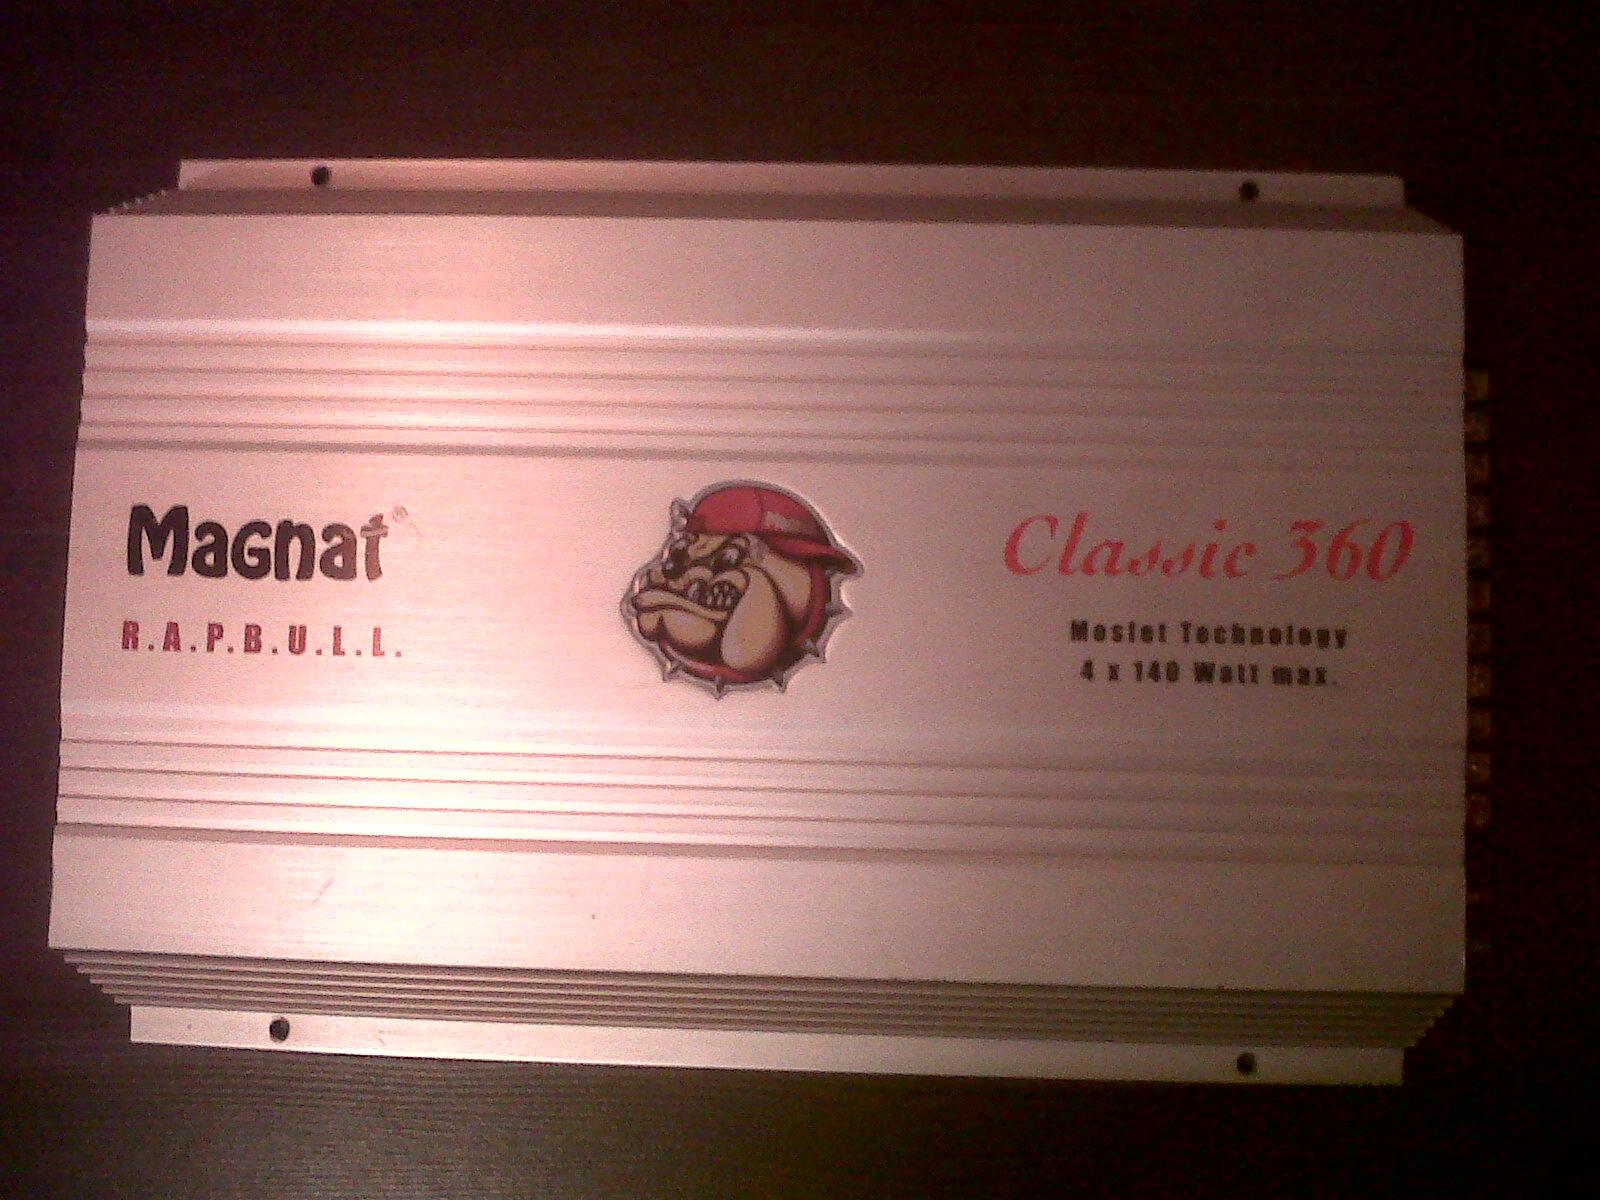 Magnat®
R.A.P.B.U.L.L.
Classic 360
Mosfet Technology
4 x 140 Watt max.